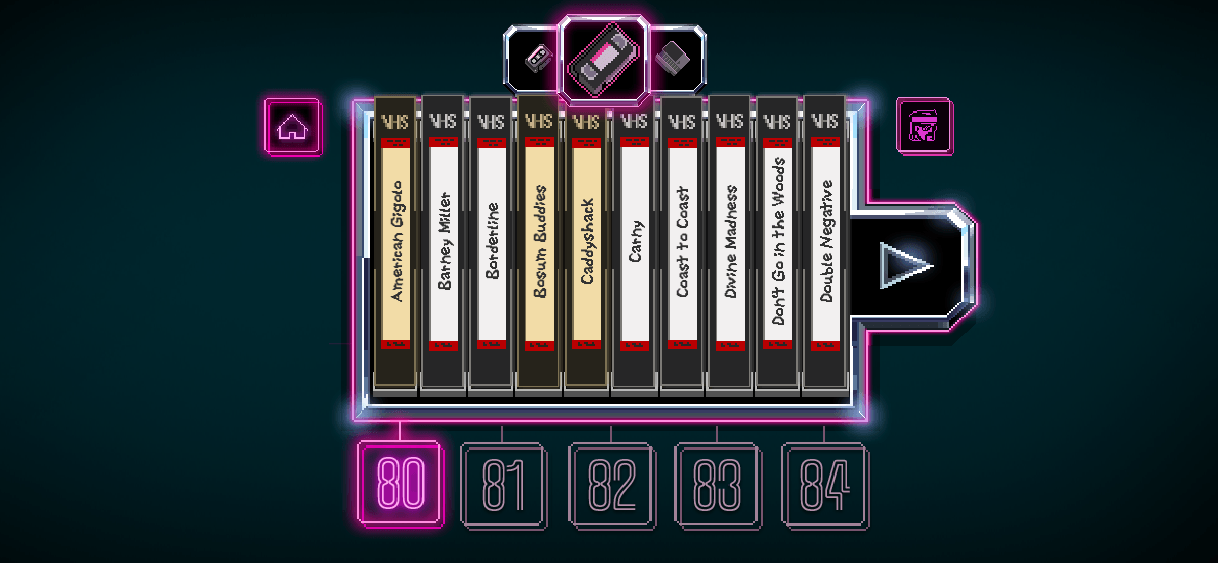 VHS VHS VHS VHS VHS VHS VHS VHS VHS VHS
American Gigolo
Barney Miller
Borderline
Bosum Buddies
Caddyshack
Cathy
Coast to Coast
Divine Madness
Don't Go in the Woods
Double Negative
80 81 82 83 84